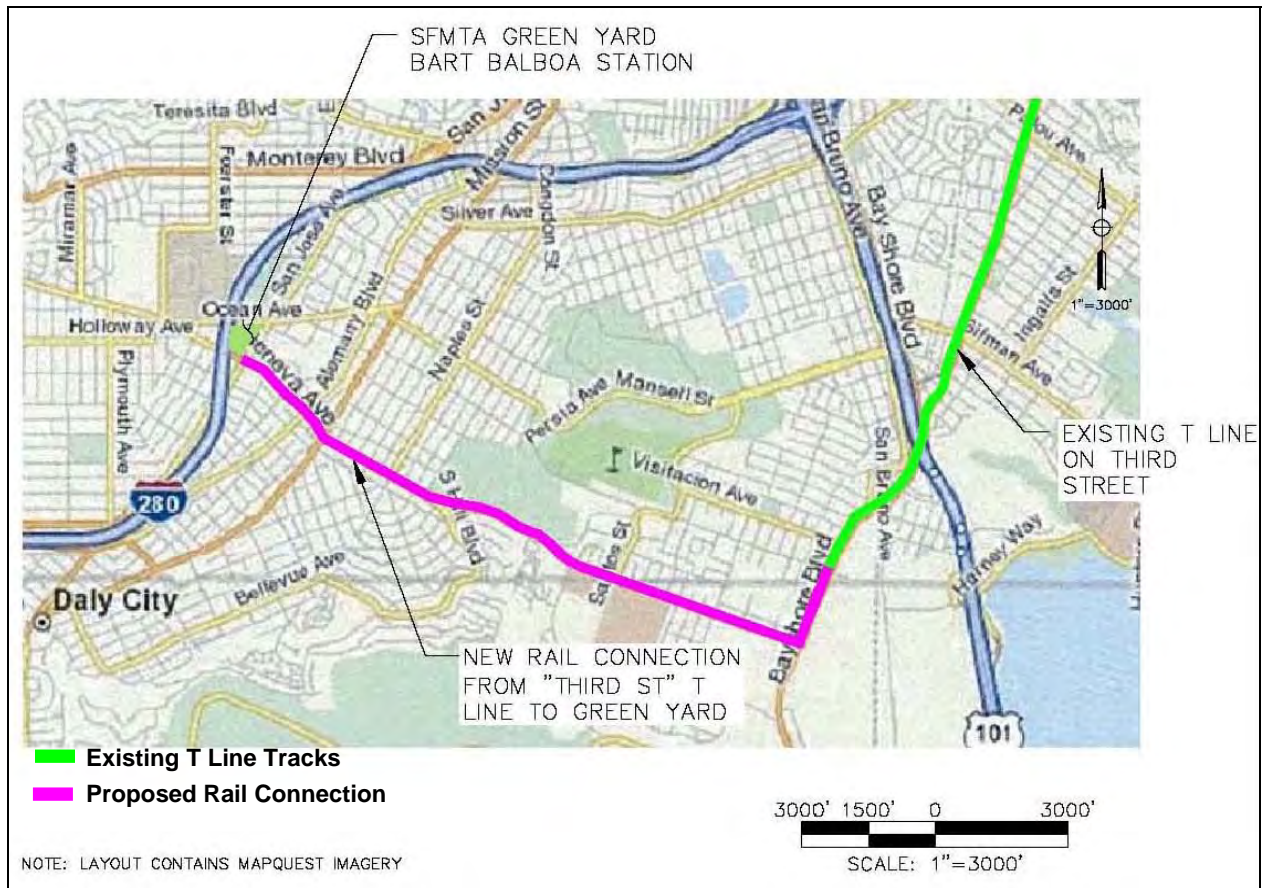 SFMTA GREEN YARD
BART BALBOA STATION
Teresita Blvd
Monterey Blvd
Foerster St
Miramar Ave
San Jose Ave
Mission St
Silver Ave
Congdon St
Bay Shore Blvd
Palou Ave
Ingalls St
1"=3000'
Ocean Ave
Holloway Ave
Geneva Ave
Alemany Blvd
Naples St
Plymouth Ave
Persia Ave
Mansell St
Gilman Ave
EXISTING T LINE
ON THIRD
STREET
Visitacion Ave
San Bruno Ave
280
S Hill Blvd
Harney Way
Bellevue Ave
Daly City
Bay Shore Blvd
NEW RAIL CONNECTION
FROM "THIRD ST" T
LINE TO GREEN YARD
101
Existing T Line Tracks
Proposed Rail Connection
3000' 1500' 0 3000'
SCALE: 1"=3000'
NOTE: LAYOUT CONTAINS MAPQUEST IMAGERY